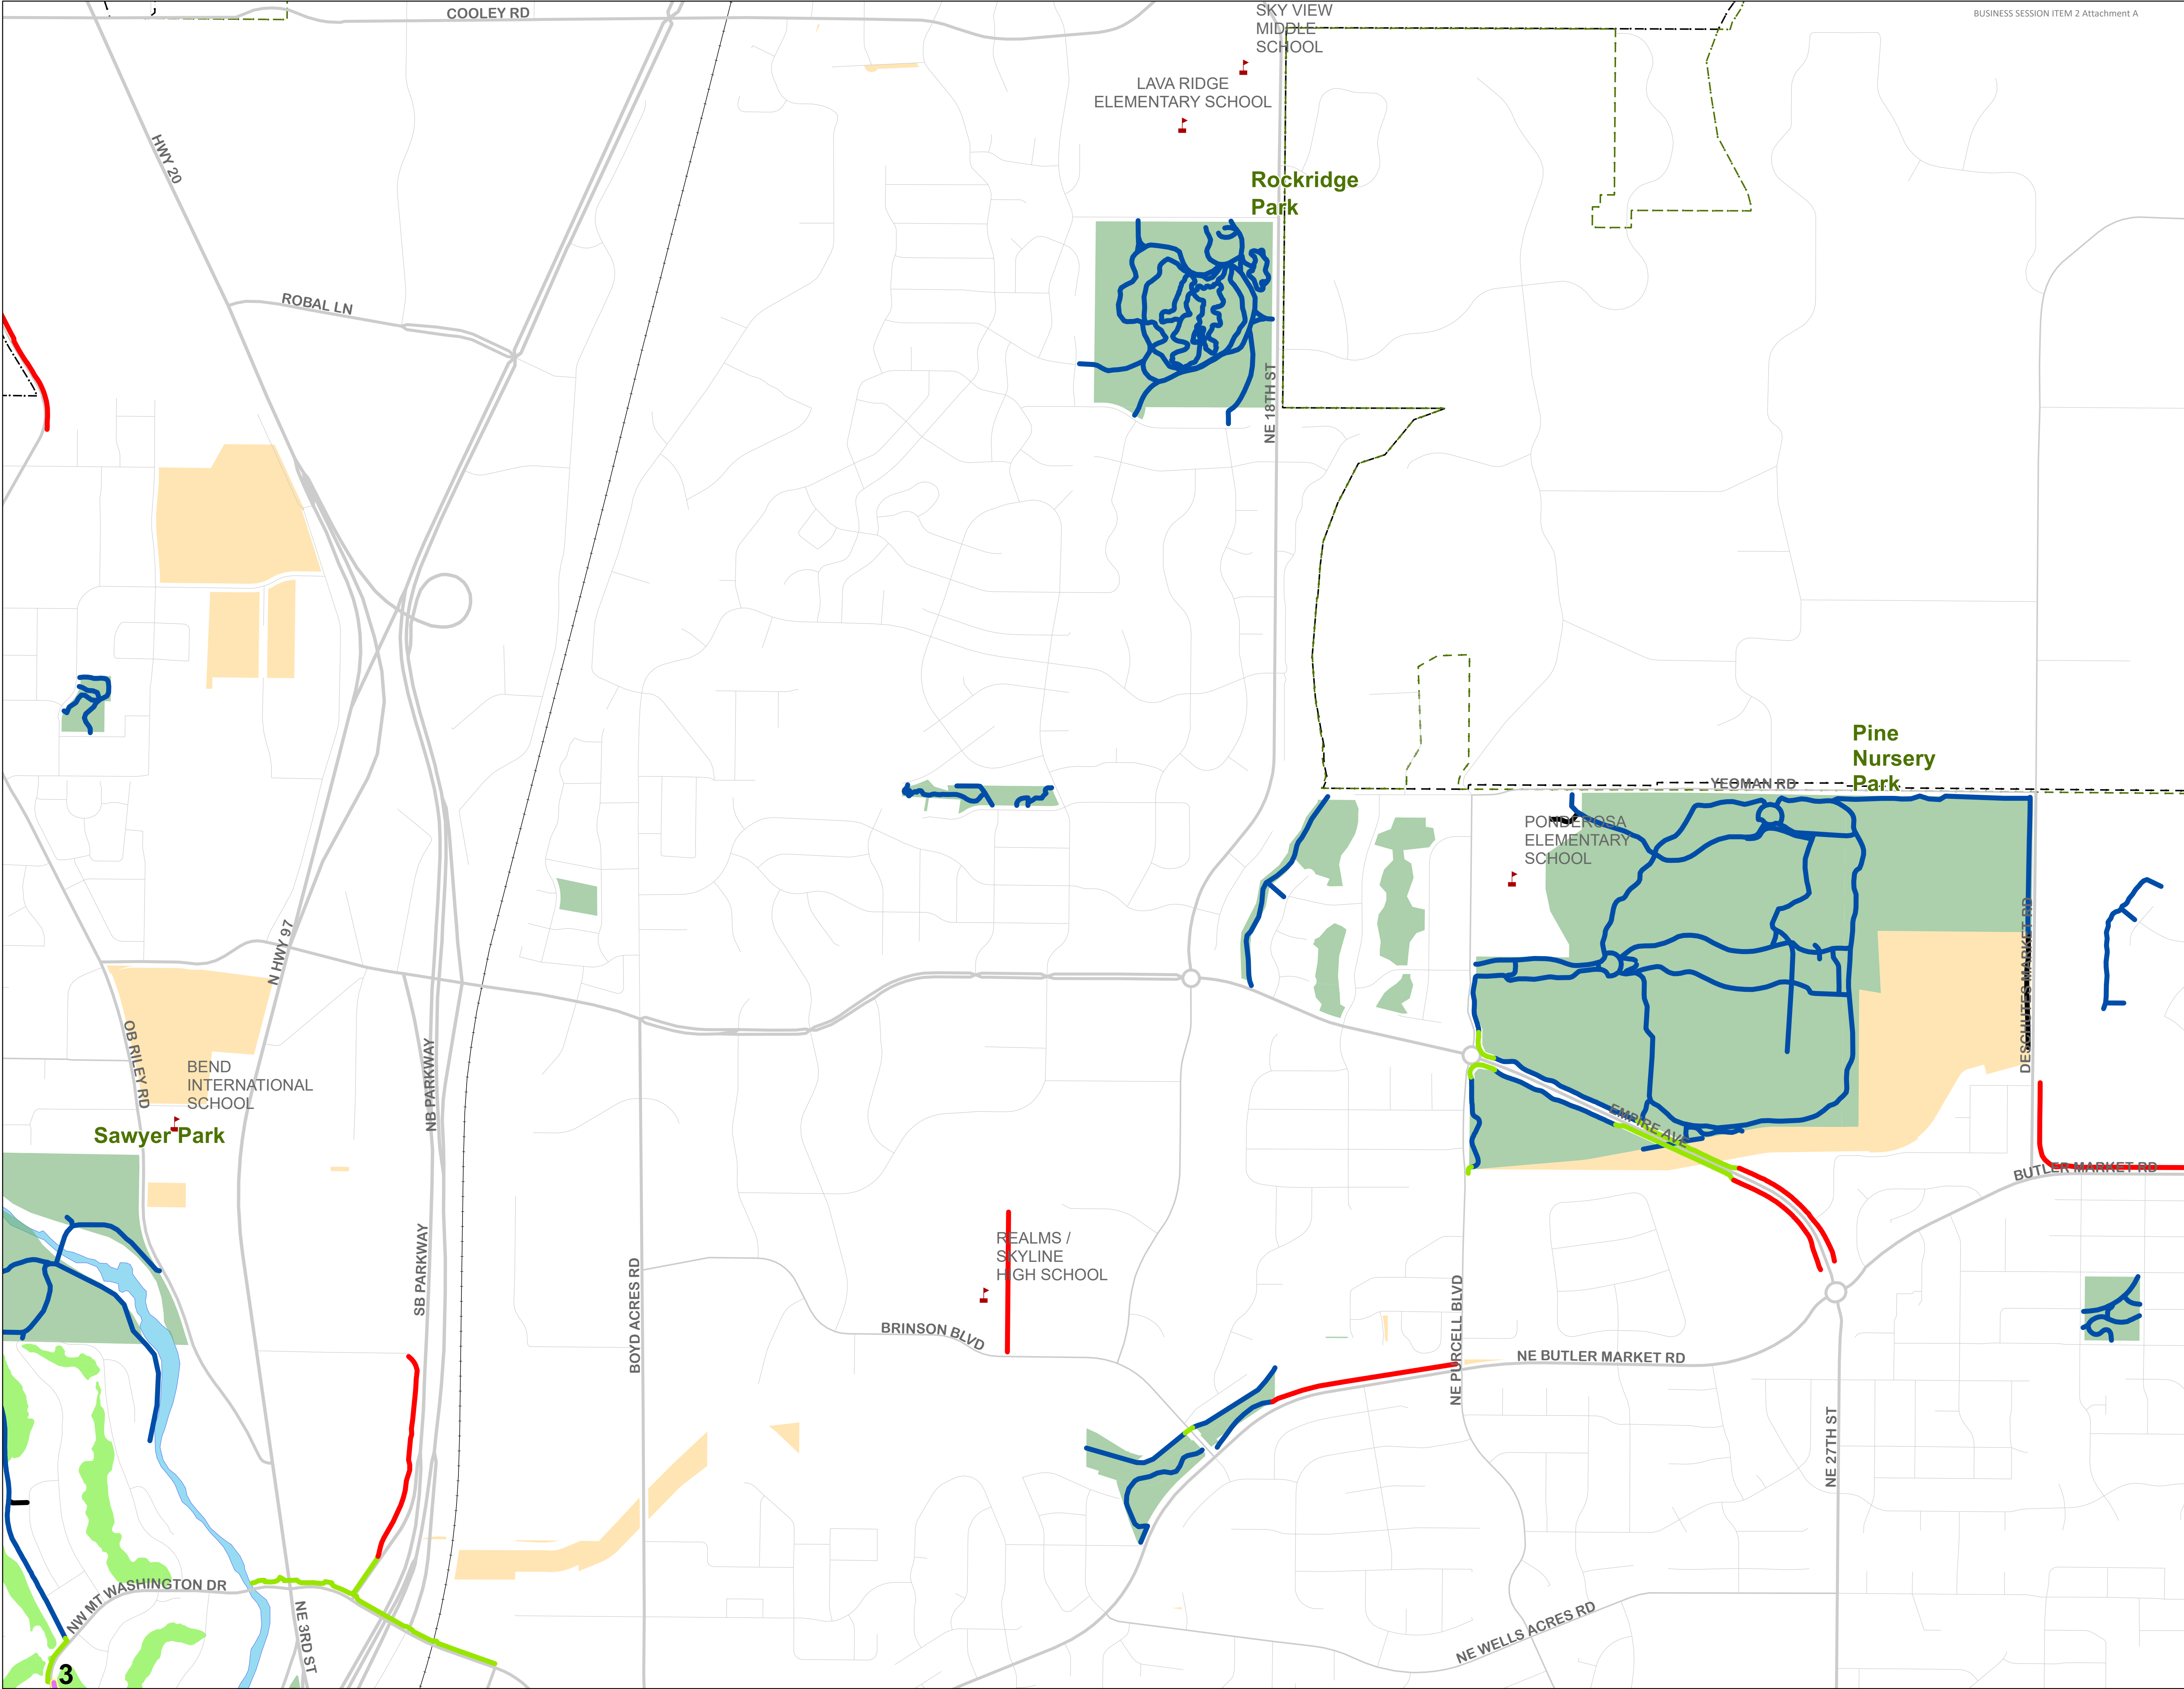 BUSINESS SESSION ITEM 2 Attachment A
COOLEY RD
SKY VIEW
MIDDLE
SCHOOL
LAVA RIDGE
ELEMENTARY SCHOOL
HWY 20
Rockridge
Park
ROBAL LN
NE 18TH ST
Pine
Nursery
Park
YEOMAN RD
PONDEROSA
ELEMENTARY
SCHOOL
N HWY 97
DESCHUTES MARKET RD
OB RILEY RD
BEND
INTERNATIONAL
SCHOOL
NB PARKWAY
Sawyer Park
EMPIRE AVE
BUTLER MARKET RD
SB PARKWAY
BOYD ACRES RD
REALMS /
SKYLINE
HIGH SCHOOL
BRINSON BLVD
NE PURCELL BLVD
NE BUTLER MARKET RD
NE 27TH ST
NW MT WASHINGTON DR
NE 3RD ST
NE WELLS ACRES RD
3